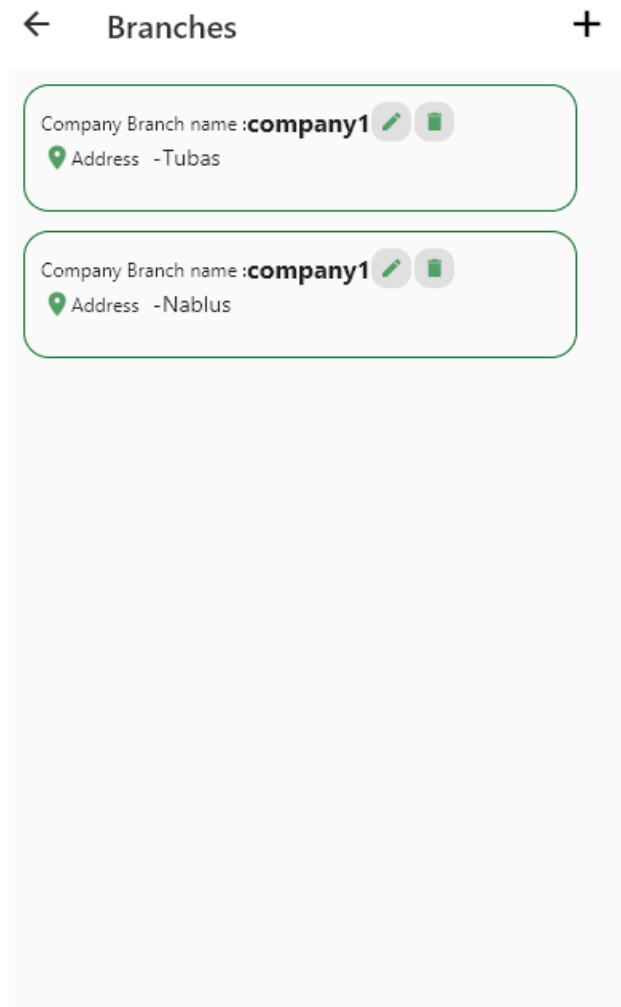 Branches
Company Branch name :company1
Address -Tubas
Company Branch name :company1
Address -Nablus